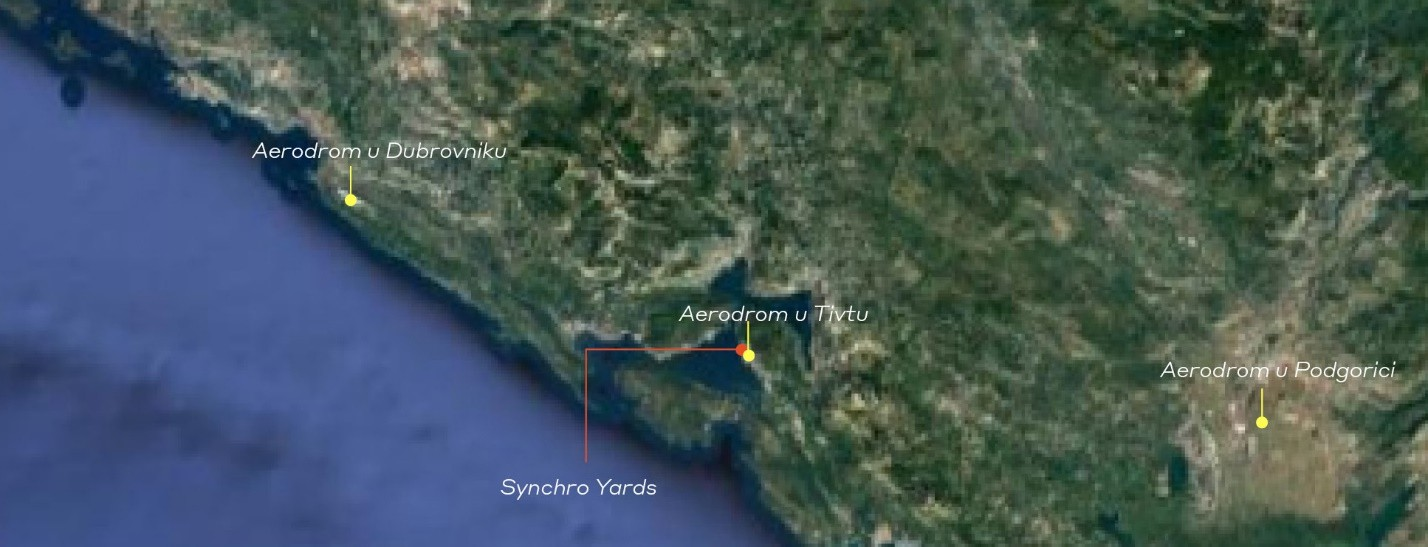 Aerodrom u Dubrovniku
Aerodrom u Tivtu
Aerodrom u Podgorici
Synchro Yards